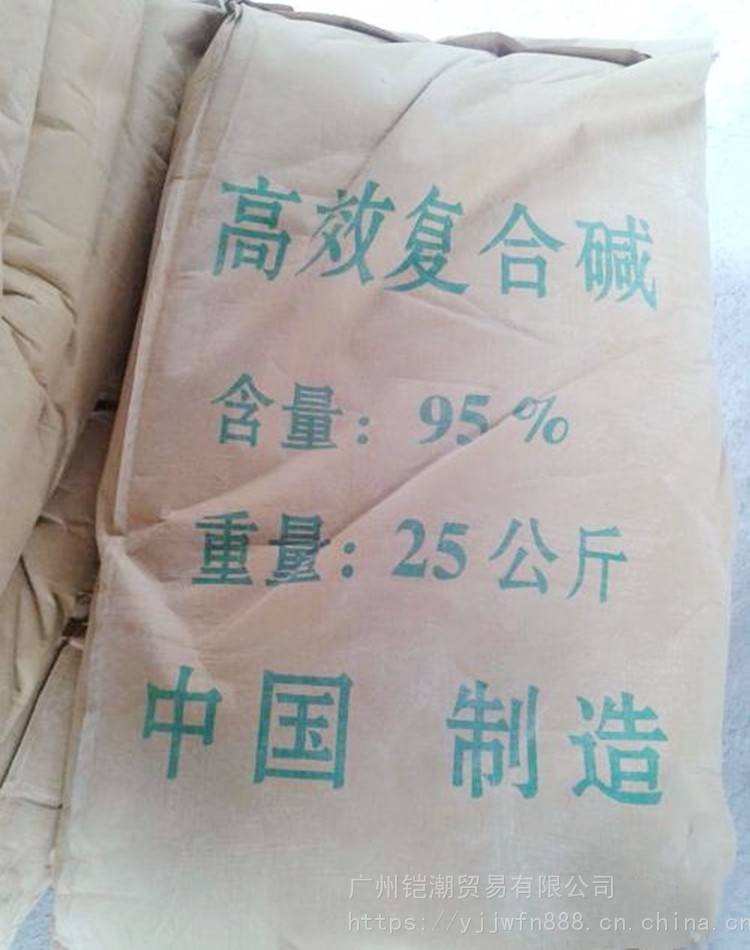 高效复合碱
含量：95%
重量：25公斤
中国 制造
广州铠潮贸易有限公司
https://yjjwfn888.cn.china.cn